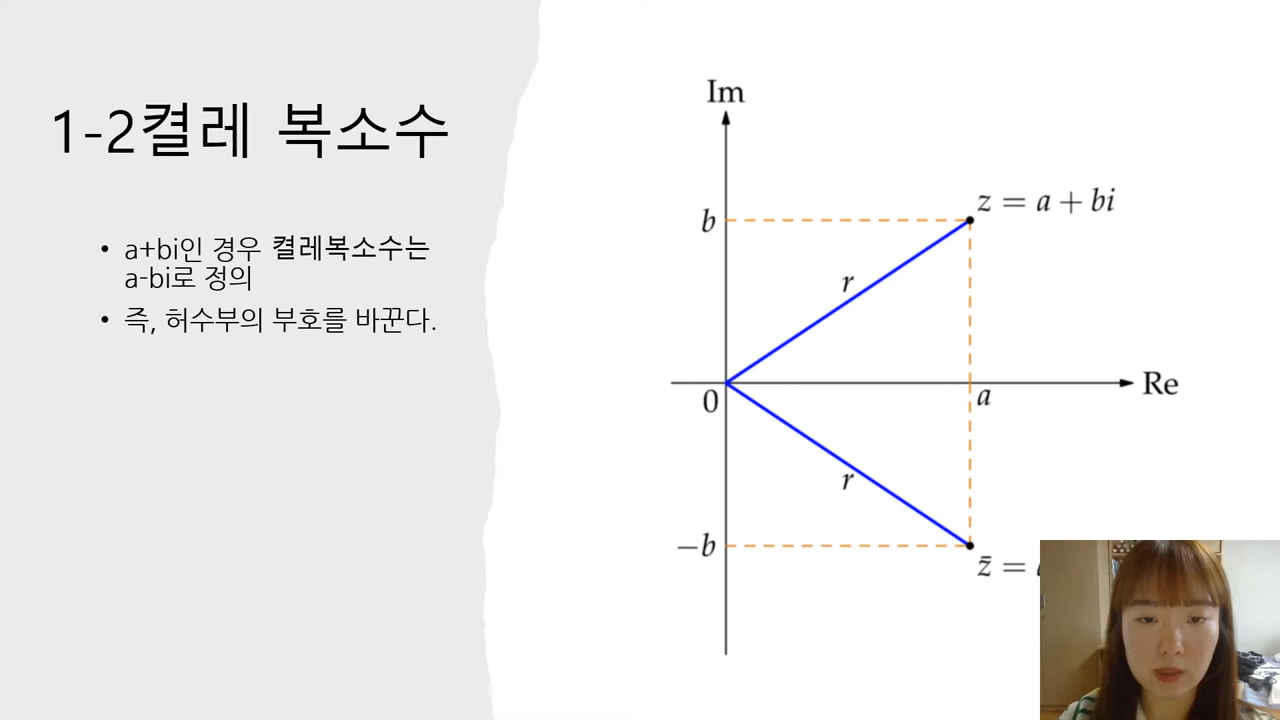 1-2켤레 복소수
• a+bi인 경우 켤레복소수는
a-bi로 정의
• 즉, 허수부의 부호를 바꾼다.
Im
z = a + bi
b
r
0
a
Re
r
−b
z̄ =